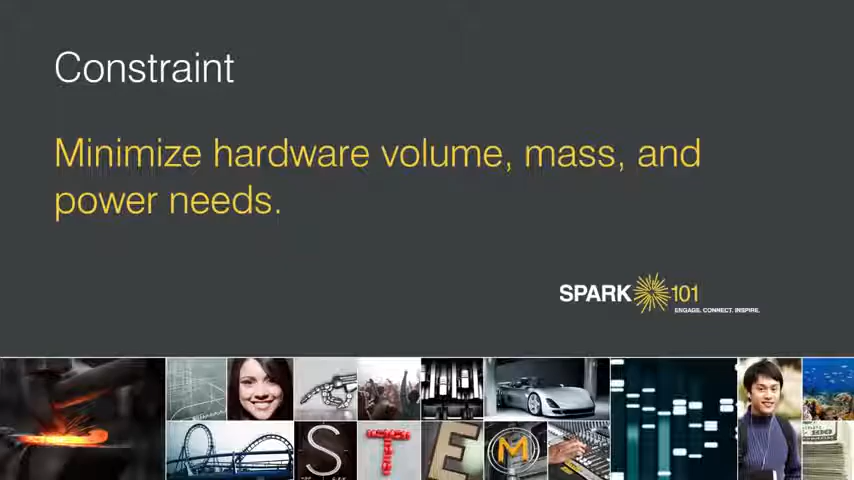 Constraint
Minimize hardware volume, mass, and
power needs.
SPARK 101
ENGAGE. CONNECT. INSPIRE.
S T E M